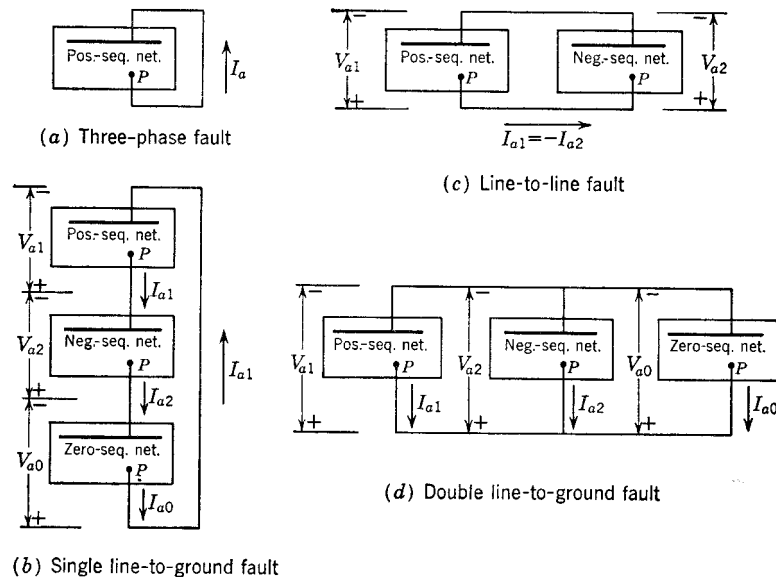 Pos.-seq. net.
P
I_a
(a) Three-phase fault
−
V_a1
+
Pos.-seq. net.
P
Neg.-seq. net.
P
−
V_a2
+
I_a1=−I_a2
(c) Line-to-line fault
−
V_a1
+
Pos.-seq. net.
P
I_a1
−
V_a2
+
Neg.-seq. net.
P
I_a2
I_a1
−
V_a0
+
Zero-seq. net.
P
I_a0
(b) Single line-to-ground fault
−
V_a1
+
Pos.-seq. net.
P
I_a1
−
V_a2
+
Neg.-seq. net.
P
I_a2
−
V_a0
+
Zero-seq. net.
P
I_a0
(d) Double line-to-ground fault